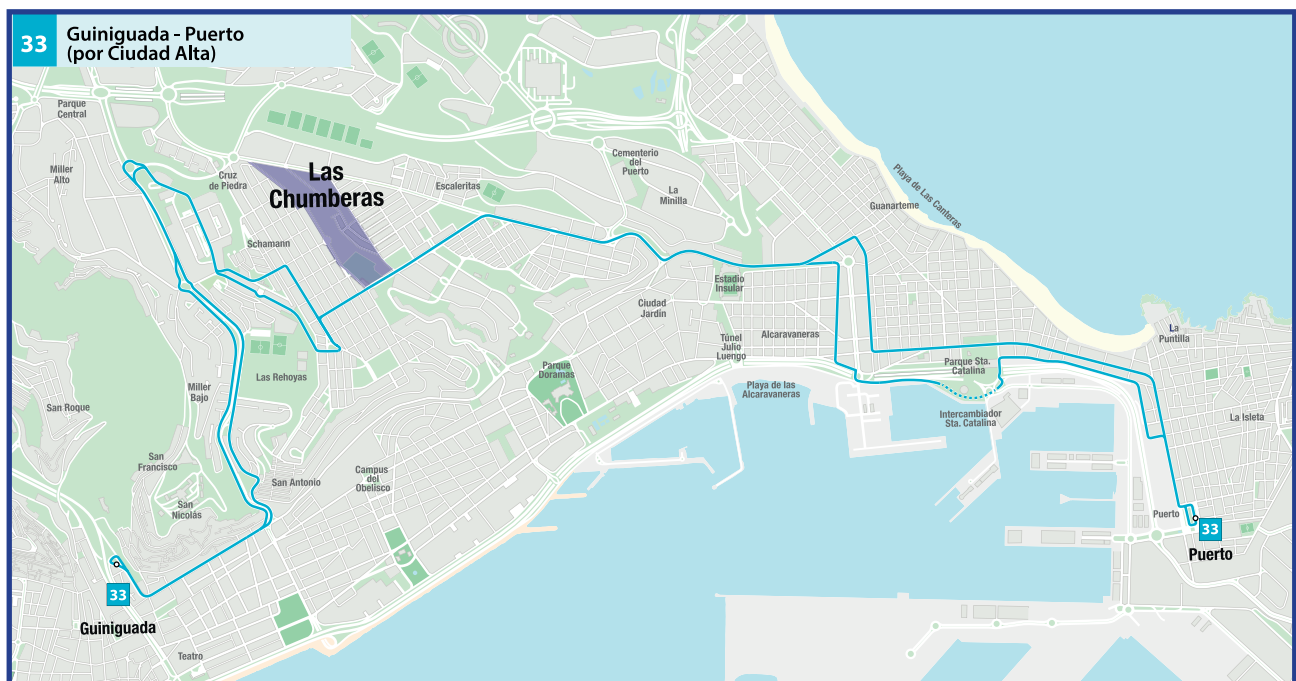 33
Guiniguada - Puerto
(por Ciudad Alta)
Parque
Central
Miller
Alto
Cruz
de Piedra
Las
Chumberas
Escaleritas
Cementerio
del
Puerto
La
Minilla
Playa de Las Canteras
Guanarteme
Schamann
Estadio
Insular
Ciudad
Jardín
Túnel
Julio
Luengo
Alcaravaneras
La
Puntilla
Parque Sta.
Catalina
Parque
Doramas
Las Rehoyas
Miller
Bajo
Playa de las
Alcaravaneras
Intercambiador
Sta. Catalina
La Isleta
San Roque
San
Francisco
San Antonio
Campus
del
Obelisco
San
Nicolás
Puerto
33
Puerto
33
Guiniguada
Teatro